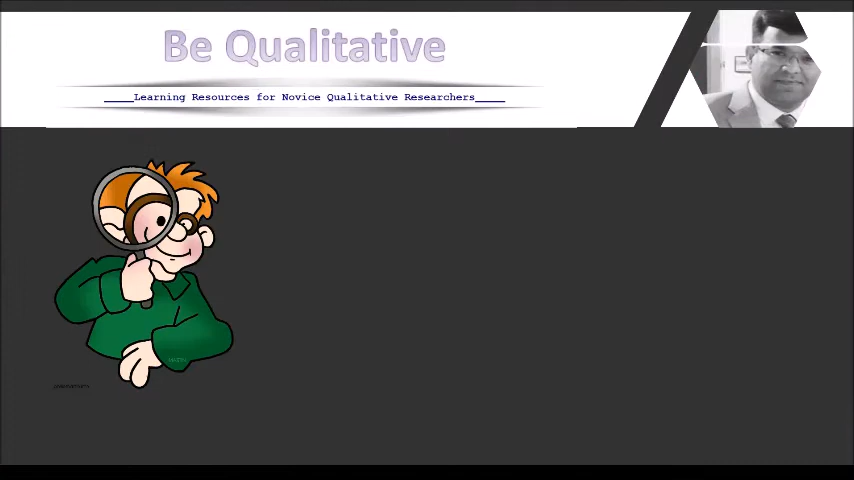 Be Qualitative
____Learning Resources for Novice Qualitative Researchers____